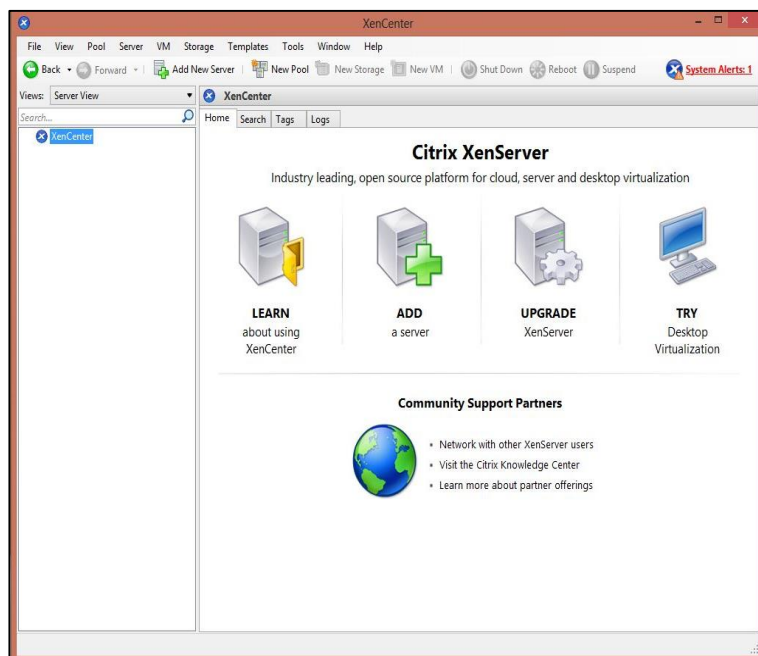 XenCenter
File View Pool Server VM Storage Templates Tools Window Help
Back Forward Add New Server New Pool New Storage New VM Shut Down Reboot Suspend System Alerts: 1
Views: Server View
XenCenter
Search...
Home Search Tags Logs
XenCenter
Citrix XenServer
Industry leading, open source platform for cloud, server and desktop virtualization
LEARN
about using
XenCenter
ADD
a server
UPGRADE
XenServer
TRY
Desktop
Virtualization
Community Support Partners
• Network with other XenServer users
• Visit the Citrix Knowledge Center
• Learn more about partner offerings